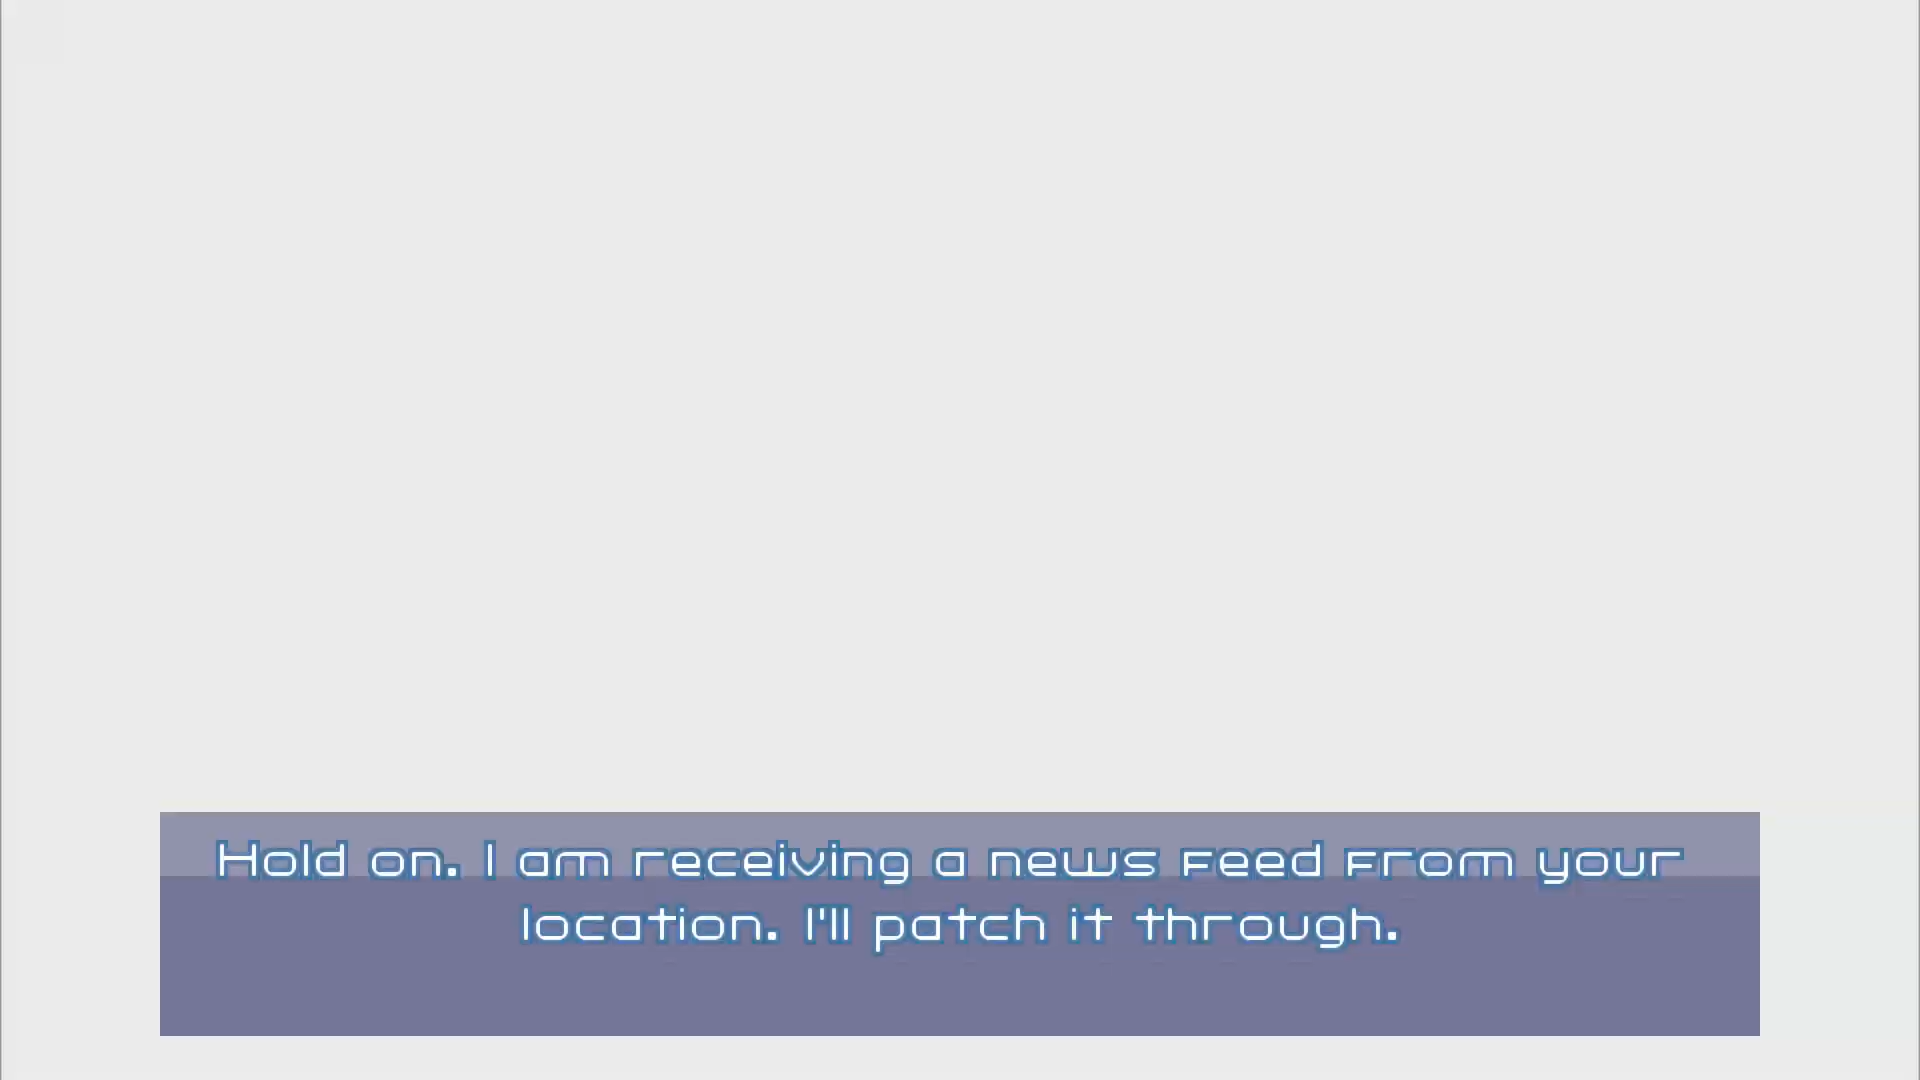 Hold on. I am receiving a news feed from your
location. I'll patch it through.